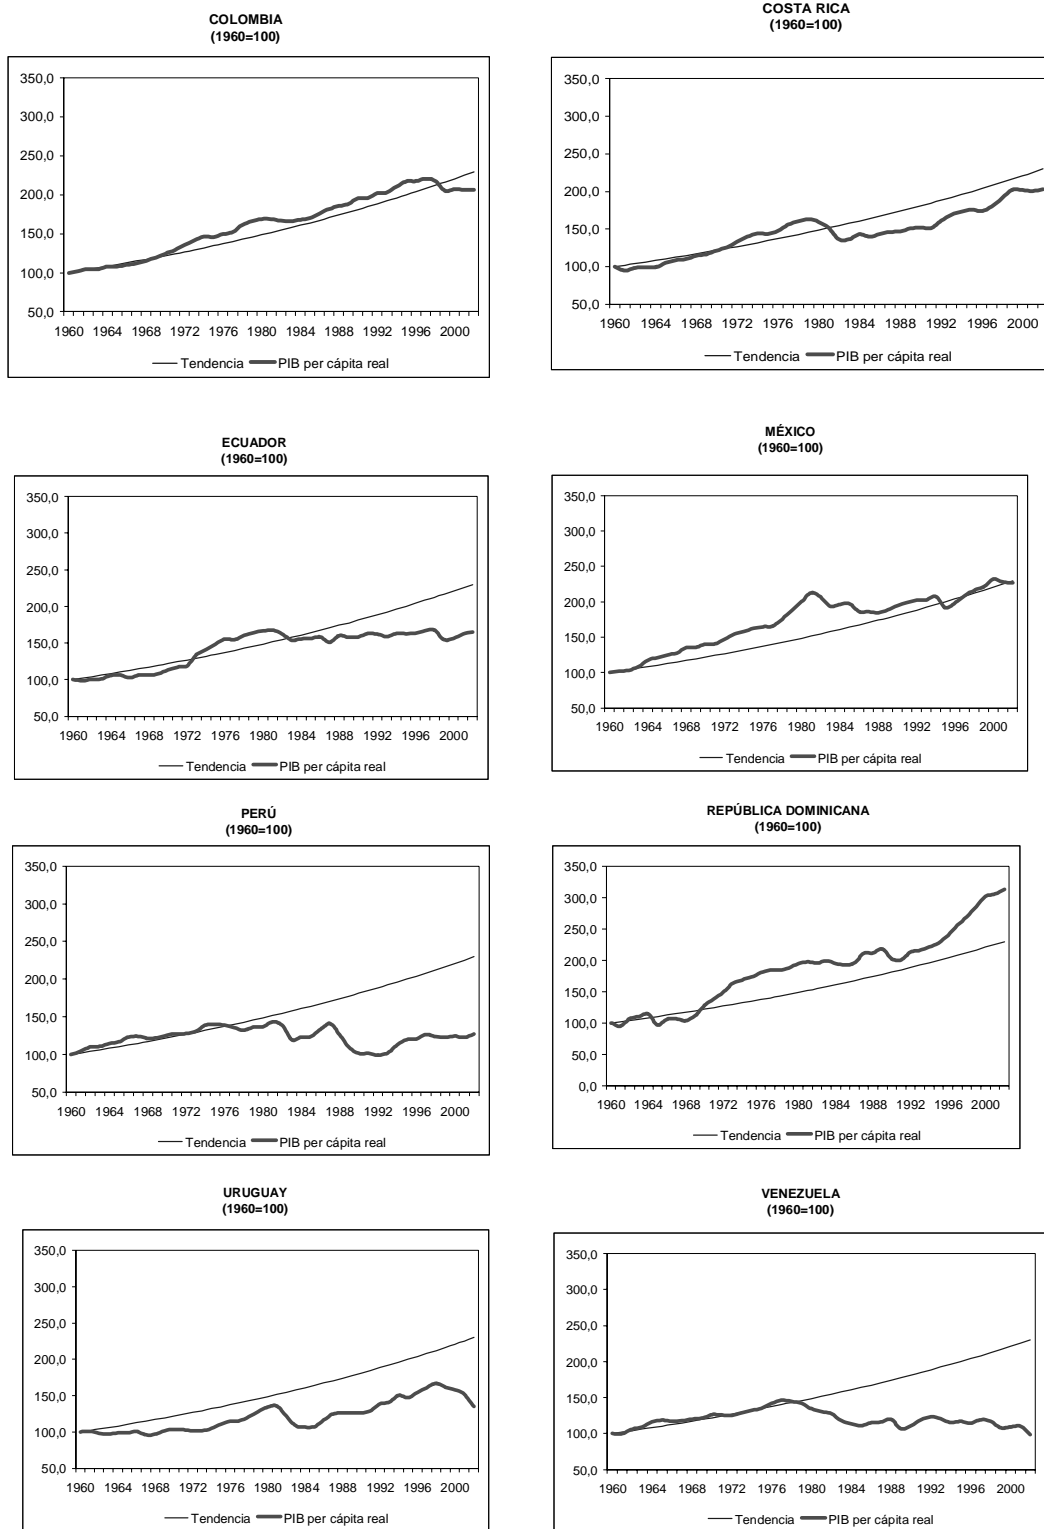 COLOMBIA
(1960=100)
350,0
300,0
250,0
200,0
150,0
100,0
50,0
1960 1964 1968 1972 1976 1980 1984 1988 1992 1996 2000
Tendencia PIB per cápita real
COSTA RICA
(1960=100)
350,0
300,0
250,0
200,0
150,0
100,0
50,0
1960 1964 1968 1972 1976 1980 1984 1988 1992 1996 2000
Tendencia PIB per cápita real
ECUADOR
(1960=100)
350,0
300,0
250,0
200,0
150,0
100,0
50,0
1960 1964 1968 1972 1976 1980 1984 1988 1992 1996 2000
Tendencia PIB per cápita real
MÉXICO
(1960=100)
350,0
300,0
250,0
200,0
150,0
100,0
50,0
1960 1964 1968 1972 1976 1980 1984 1988 1992 1996 2000
Tendencia PIB per cápita real
PERÚ
(1960=100)
350,0
300,0
250,0
200,0
150,0
100,0
50,0
1960 1964 1968 1972 1976 1980 1984 1988 1992 1996 2000
Tendencia PIB per cápita real
REPÚBLICA DOMINICANA
(1960=100)
350,0
300,0
250,0
200,0
150,0
100,0
50,0
0,0
1960 1964 1968 1972 1976 1980 1984 1988 1992 1996 2000
Tendencia PIB per cápita real
URUGUAY
(1960=100)
350,0
300,0
250,0
200,0
150,0
100,0
50,0
1960 1964 1968 1972 1976 1980 1984 1988 1992 1996 2000
Tendencia PIB per cápita real
VENEZUELA
(1960=100)
350,0
300,0
250,0
200,0
150,0
100,0
50,0
1960 1964 1968 1972 1976 1980 1984 1988 1992 1996 2000
Tendencia PIB per cápita real